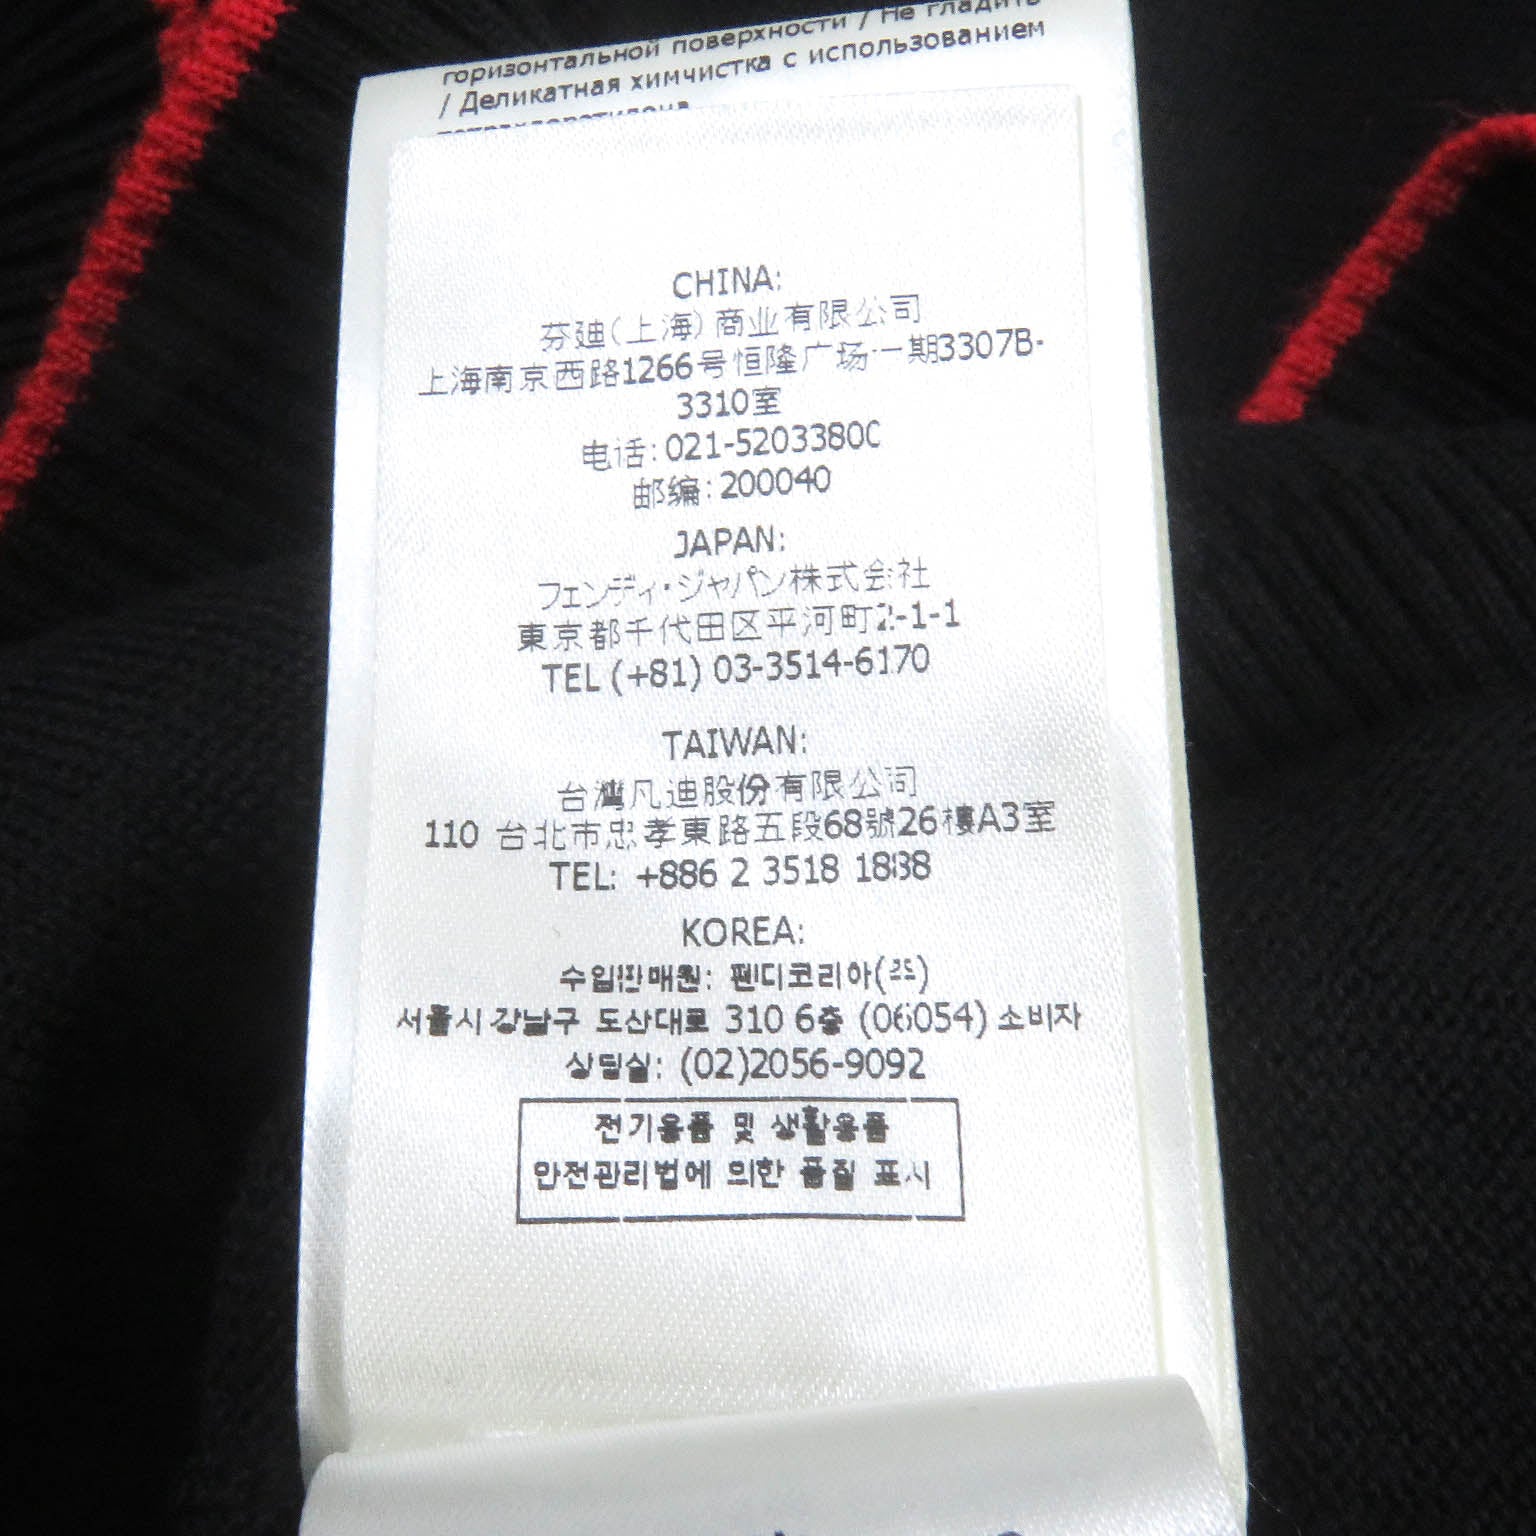 горизонтальной поверхности / Не гладить
/ Деликатная химчистка с использованием
тетрахлорэтилена
CHINA:
芬迪(上海)商业有限公司
上海南京西路1266号恒隆广场一期3307B-
3310室
电话: 021-52033800
邮编: 200040
JAPAN:
フェンディ・ジャパン株式会社
東京都千代田区平河町2-1-1
TEL (+81) 03-3514-6170
TAIWAN:
台灣凡迪股份有限公司
110 台北市忠孝東路五段68號26樓A3室
TEL: +886 2 3518 1888
KOREA:
수입판매원: 펜디코리아(주)
서울시 강남구 도산대로 310 6층 (06054) 소비자
상담실: (02)2056-9092
전기용품 및 생활용품
안전관리법에 의한 품질 표시